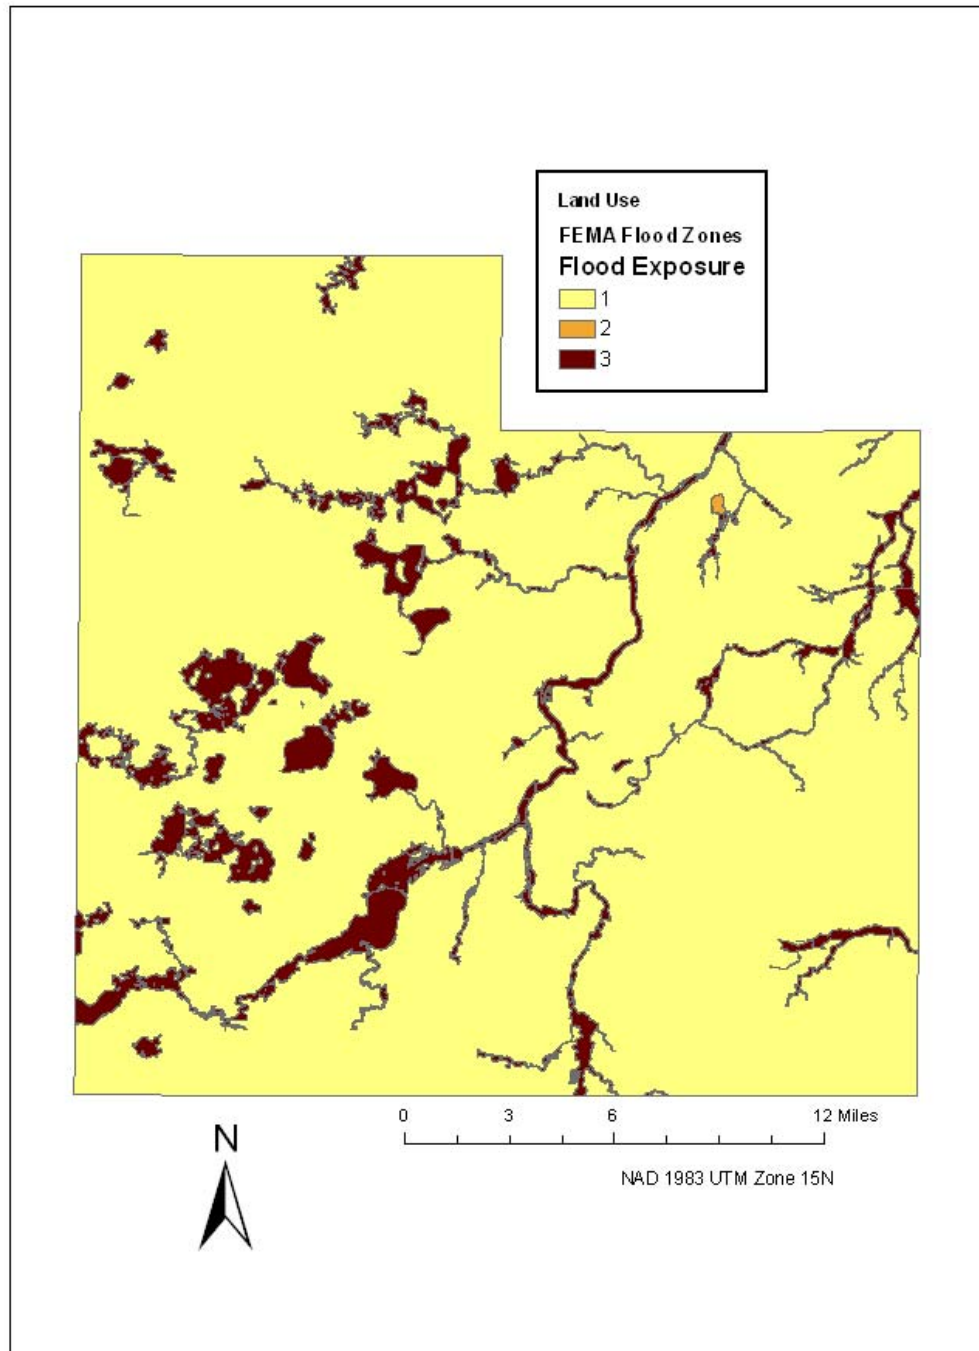 Land Use
FEMA Flood Zones
Flood Exposure
1
2
3
0 3 6 12 Miles
N
NAD 1983 UTM Zone 15N